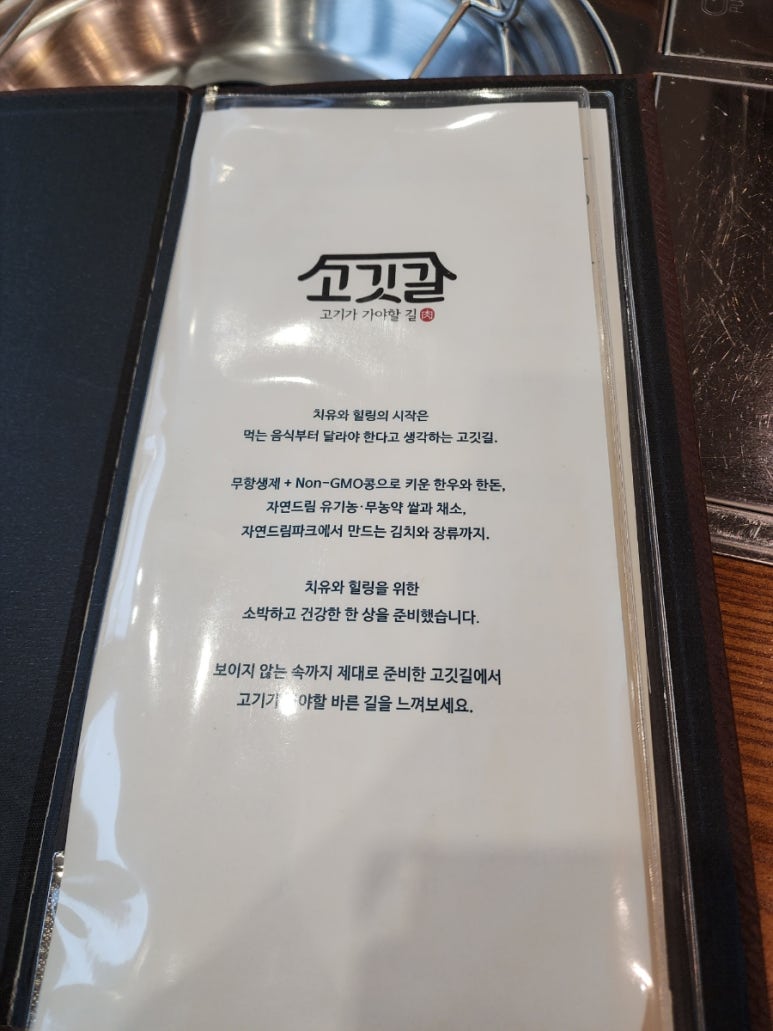 고깃길
고기가 가야할 길 肉
치유와 힐링의 시작은
먹는 음식부터 달라야 한다고 생각하는 고깃길.
무항생제 + Non-GMO콩으로 키운 한우와 한돈,
자연드림 유기농·무농약 쌀과 채소,
자연드림파크에서 만드는 김치와 장류까지.
치유와 힐링을 위한
소박하고 건강한 한 상을 준비했습니다.
보이지 않는 속까지 제대로 준비한 고깃길에서
고기가 가야할 바른 길을 느껴보세요.